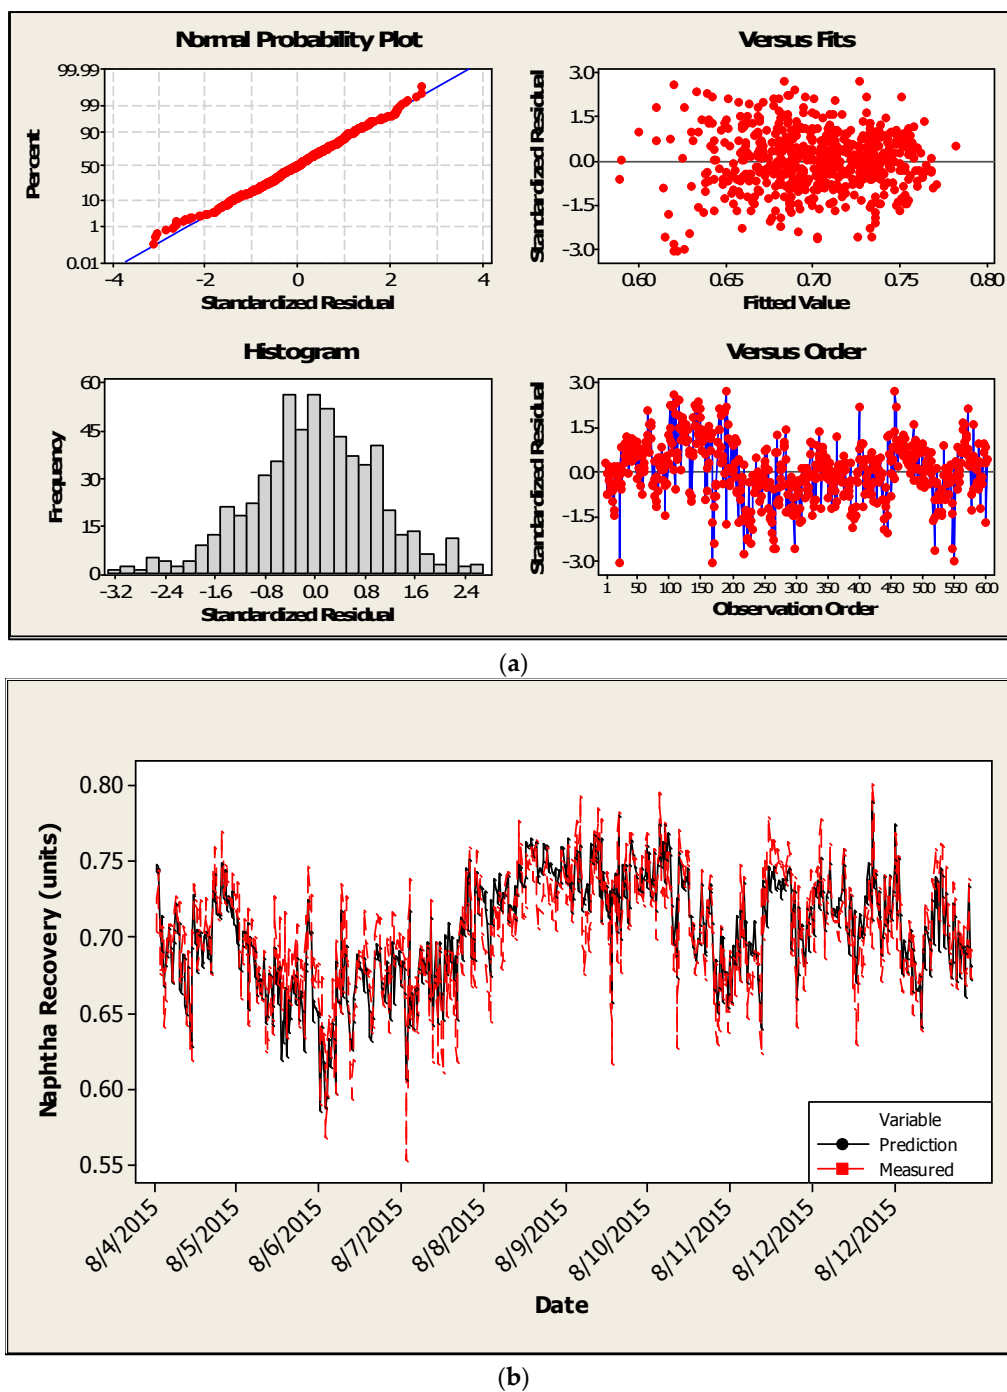 Normal Probability Plot
99.99
99
90
50
10
1
0.01
Percent
-4 -2 0 2 4
Standardized Residual
Versus Fits
3.0
1.5
0.0
-1.5
-3.0
Standardized Residual
0.60 0.65 0.70 0.75 0.80
Fitted Value
Histogram
60
45
30
15
0
Frequency
-3.2 -2.4 -1.6 -0.8 0.0 0.8 1.6 2.4
Standardized Residual
Versus Order
3.0
1.5
0.0
-1.5
-3.0
Standardized Residual
1 50 100 150 200 250 300 350 400 450 500 550 600
Observation Order
(a)
0.80
0.75
0.70
0.65
0.60
0.55
Naphtha Recovery (units)
Variable
Prediction
Measured
8/4/2015 8/5/2015 8/6/2015 8/7/2015 8/8/2015 8/9/2015 8/10/2015 8/11/2015 8/12/2015 8/12/2015
Date
(b)